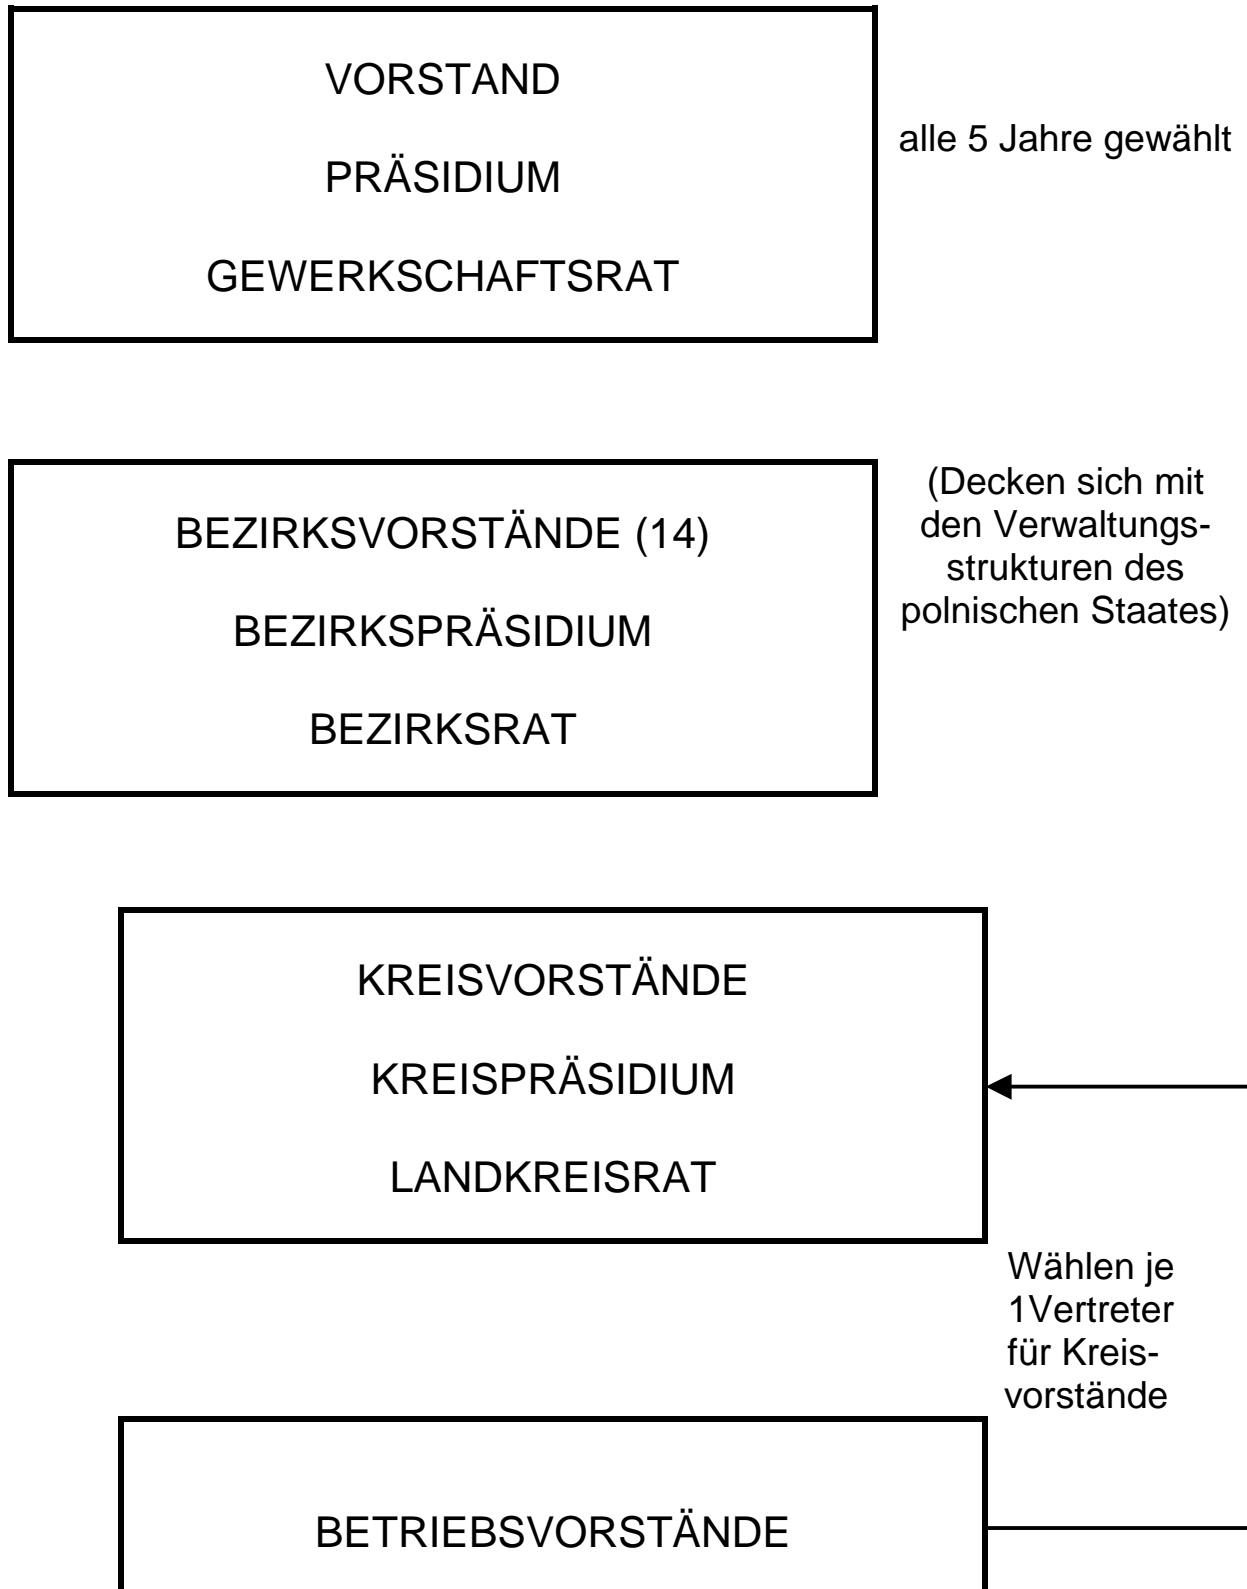 VORSTAND
PRÄSIDIUM
GEWERKSCHAFTSRAT
alle 5 Jahre gewählt
BEZIRKSVORSTÄNDE (14)
BEZIRKSPRÄSIDIUM
BEZIRKSRAT
(Decken sich mit
den Verwaltungs-
strukturen des
polnischen Staates)
KREISVORSTÄNDE
KREISPRÄSIDIUM
LANDKREISRAT
Wählen je
1Vertreter
für Kreis-
vorstände
BETRIEBSVORSTÄNDE